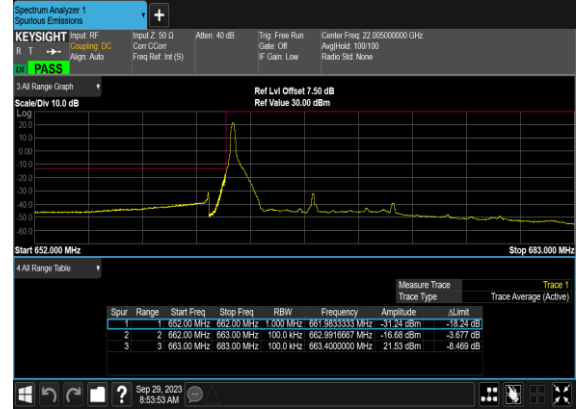 Spectrum Analyzer 1
Spurious Emissions
+
KEYSIGHT Input: RF Input Z: 50 Ω Atten: 40 dB Trig: Free Run Center Freq: 22.005000000 GHz
R T Coupling: DC Corr CCorr Gate: Off Avg|Hold: 100/100
Align: Auto Freq Ref: Int (S) IF Gain: Low Radio Std: None
PASS
3 All Range Graph Ref Lvl Offset 7.50 dB
Scale/Div 10.0 dB Ref Value 30.00 dBm
Log
20.0
10.0
0.00
-10.0
-20.0
-30.0
-40.0
-50.0
-60.0
Start 652.000 MHz Stop 683.000 MHz
4 All Range Table
Measure Trace Trace 1
Trace Type Trace Average (Active)
Spur Range Start Freq Stop Freq RBW Frequency Amplitude ΔLimit
1 1 652.00 MHz 662.00 MHz 1.000 MHz 661.9833333 MHz -31.24 dBm -18.24 dB
2 2 662.00 MHz 663.00 MHz 100.0 kHz 662.9916667 MHz -16.68 dBm -3.677 dB
3 3 663.00 MHz 683.00 MHz 100.0 kHz 663.4000000 MHz 21.53 dBm -8.469 dB
? Sep 29, 2023
8:53:53 AM